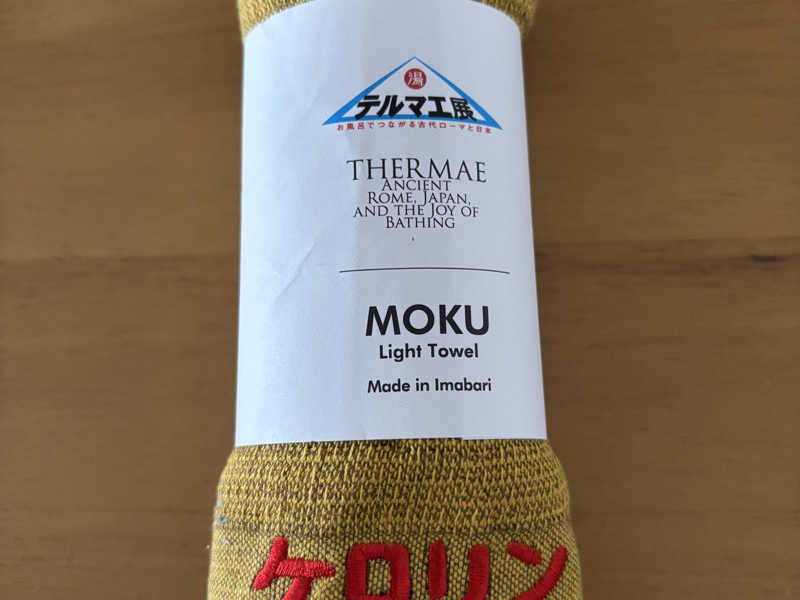 湯
テルマエ展
お風呂でつながる古代ローマと日本
THERMAE
ANCIENT
ROME, JAPAN,
AND THE JOY OF
BATHING
MOKU
Light Towel
Made in Imabari
ケロリン